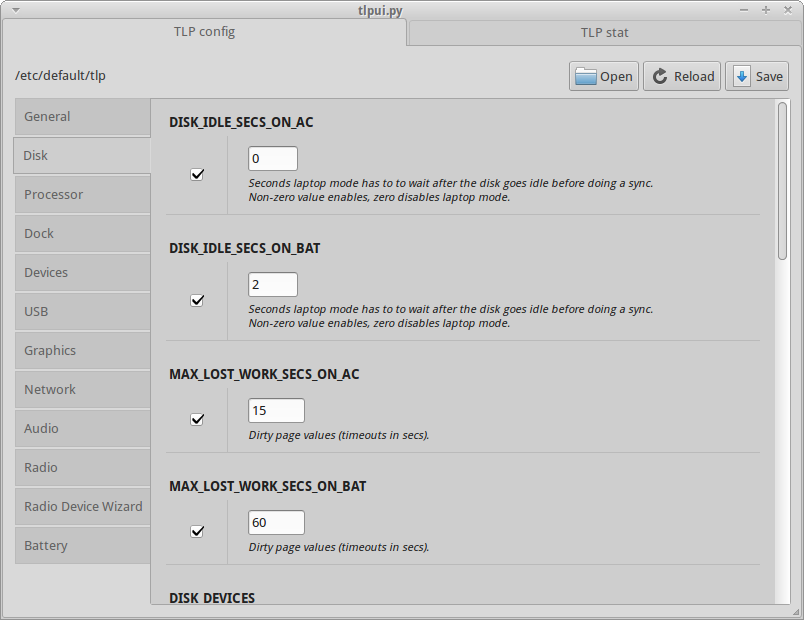 tlpui.py
TLP config
TLP stat
/etc/default/tlp
Open
Reload
Save
General
Disk
Processor
Dock
Devices
USB
Graphics
Network
Audio
Radio
Radio Device Wizard
Battery
DISK_IDLE_SECS_ON_AC
0
Seconds laptop mode has to to wait after the disk goes idle before doing a sync.
Non-zero value enables, zero disables laptop mode.
DISK_IDLE_SECS_ON_BAT
2
Seconds laptop mode has to to wait after the disk goes idle before doing a sync.
Non-zero value enables, zero disables laptop mode.
MAX_LOST_WORK_SECS_ON_AC
15
Dirty page values (timeouts in secs).
MAX_LOST_WORK_SECS_ON_BAT
60
Dirty page values (timeouts in secs).
DISK DEVICES